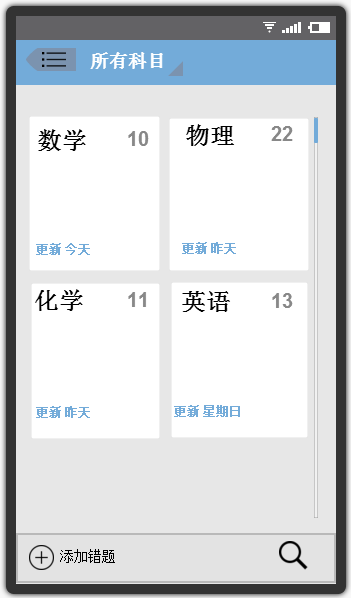 所有科目
数学 10
更新 今天
物理 22
更新 昨天
化学 11
更新 昨天
英语 13
更新 星期日
添加错题